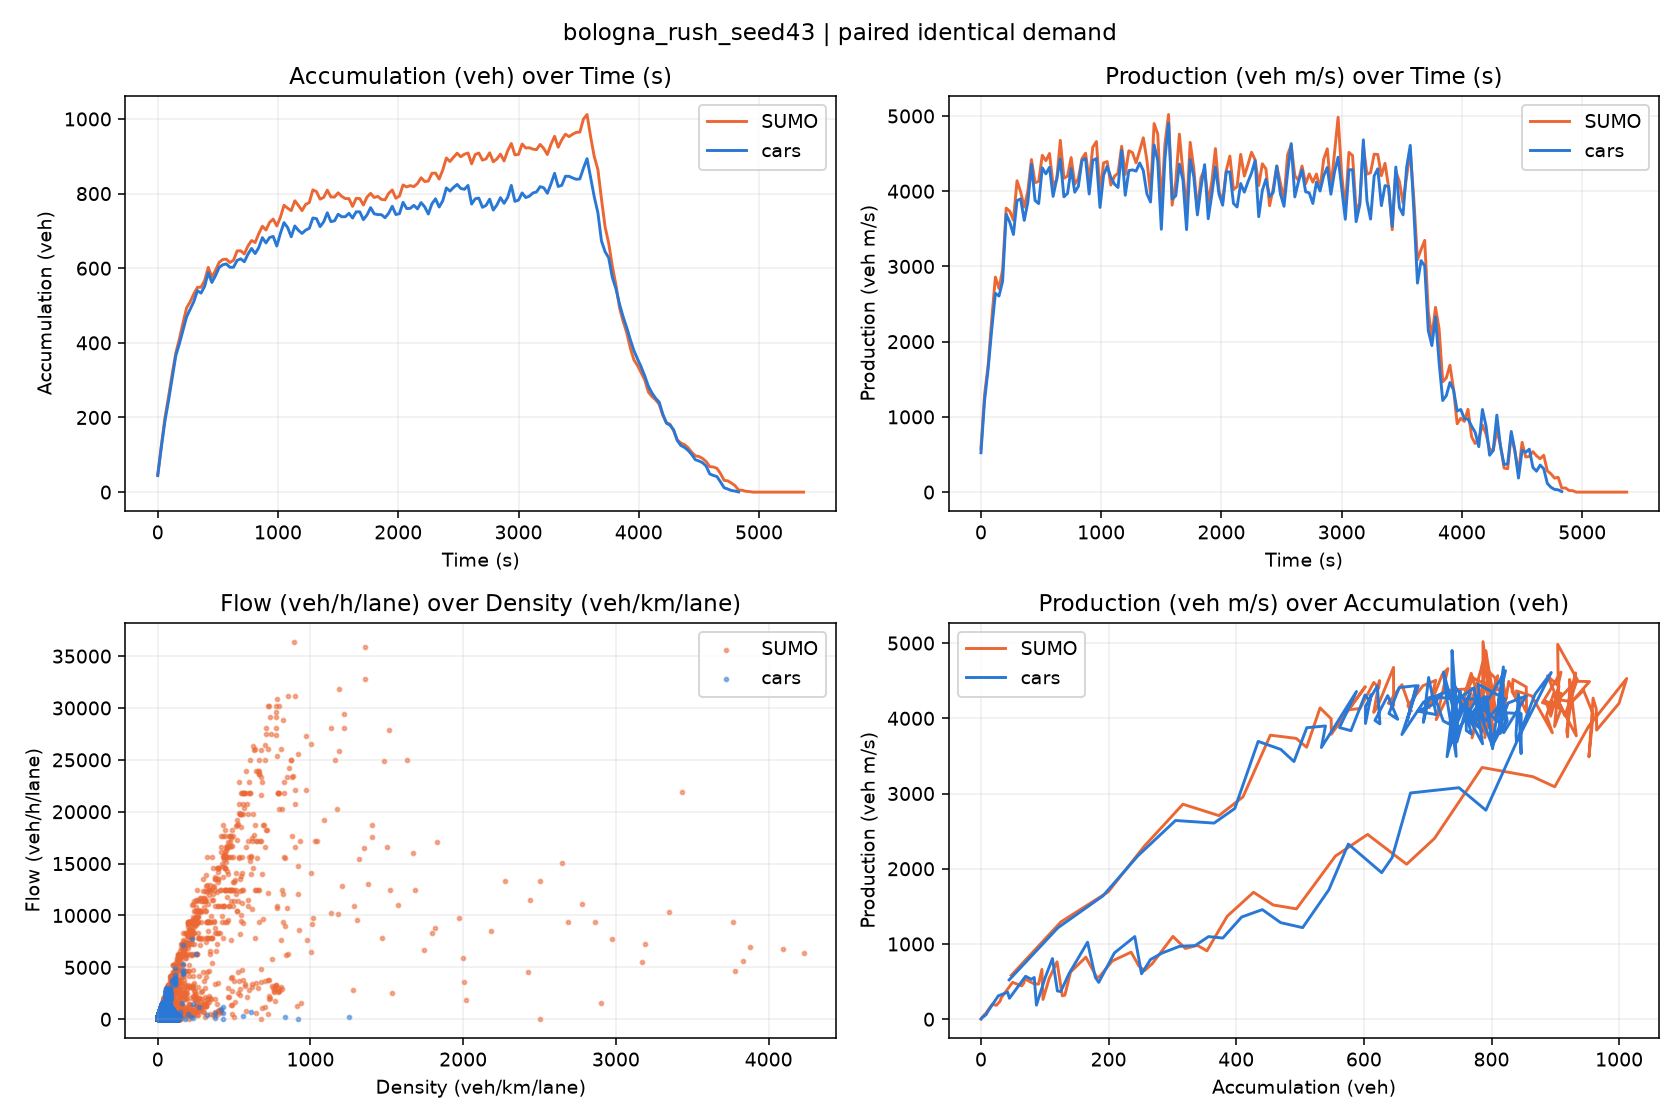 bologna_rush_seed43 | paired identical demand
Accumulation (veh) over Time (s)
Accumulation (veh)
1000
800
600
400
200
0
0 1000 2000 3000 4000 5000
Time (s)
SUMO
cars
Production (veh m/s) over Time (s)
Production (veh m/s)
5000
4000
3000
2000
1000
0
0 1000 2000 3000 4000 5000
Time (s)
SUMO
cars
Flow (veh/h/lane) over Density (veh/km/lane)
Flow (veh/h/lane)
35000
30000
25000
20000
15000
10000
5000
0
0 1000 2000 3000 4000
Density (veh/km/lane)
SUMO
cars
Production (veh m/s) over Accumulation (veh)
Production (veh m/s)
5000
4000
3000
2000
1000
0
0 200 400 600 800 1000
Accumulation (veh)
SUMO
cars